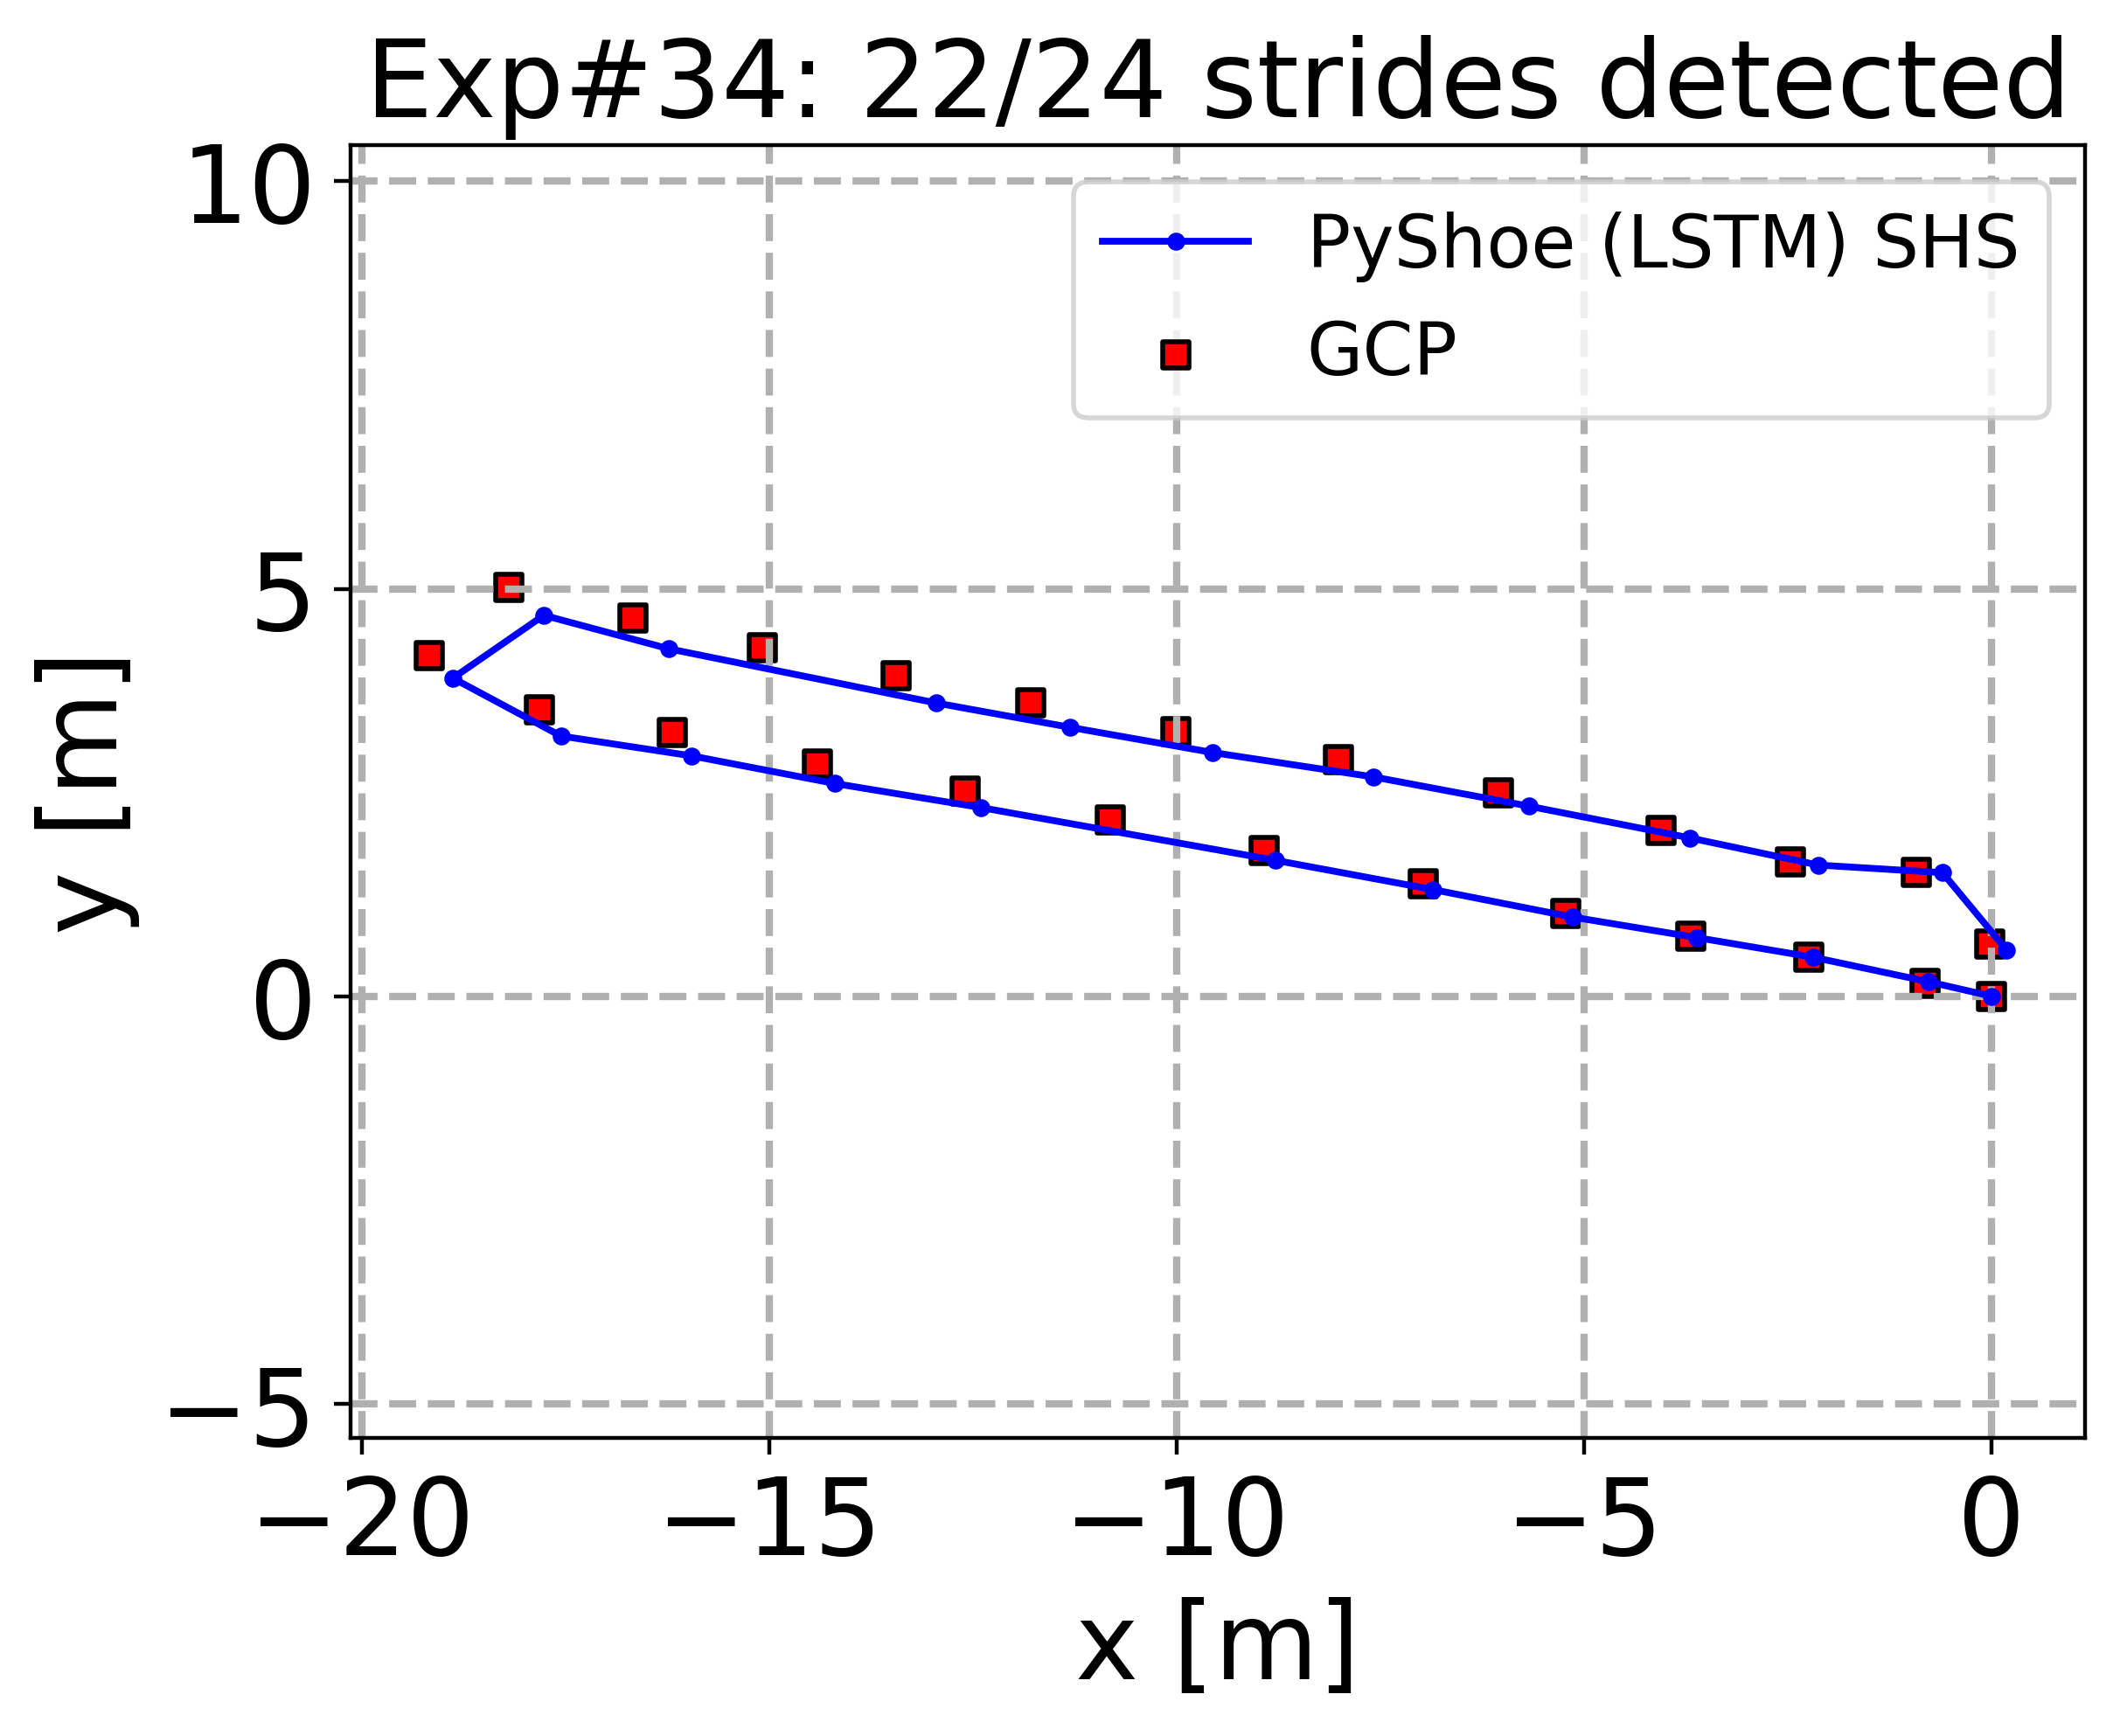 Exp#34: 22/24 strides detected
PyShoe (LSTM) SHS
GCP
10
5
0
−5
y [m]
−20 −15 −10 −5 0
x [m]